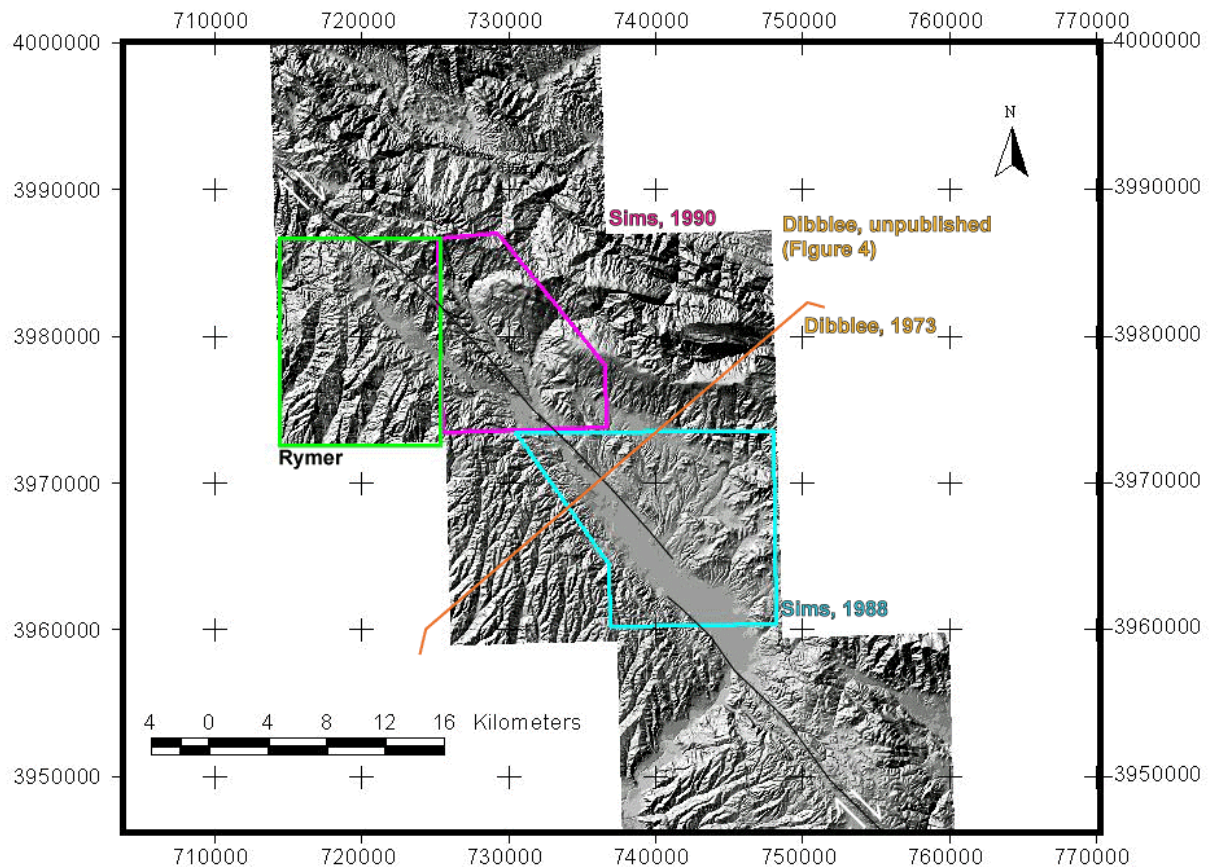 710000 720000 730000 740000 750000 760000 770000
4000000 4000000
N
3990000 3990000
Sims, 1990
Dibblee, unpublished
(Figure 4)
Dibblee, 1973
3980000 3980000
Rymer
3970000 3970000
Sims, 1988
3960000 3960000
4 0 4 8 12 16 Kilometers
3950000 3950000
710000 720000 730000 740000 750000 760000 770000